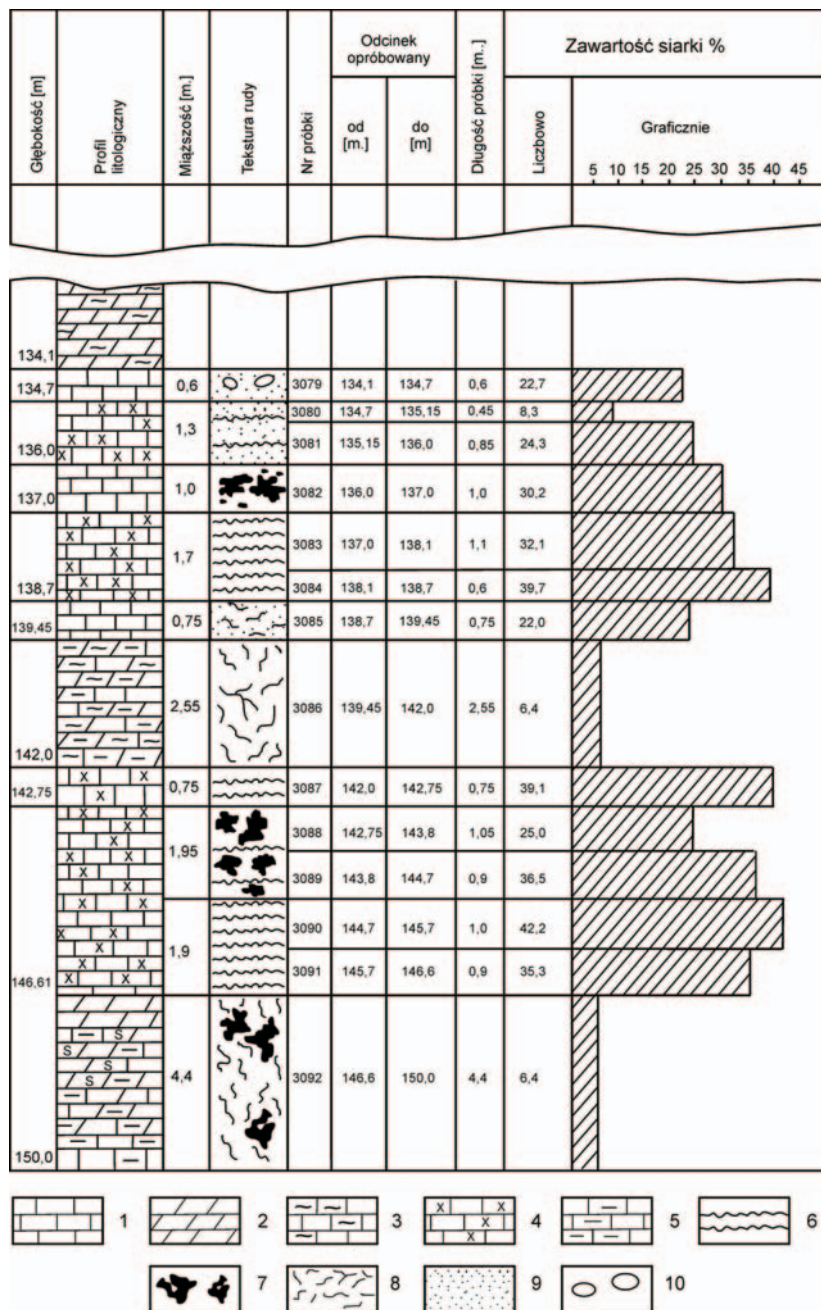 Głębokość [m]
Profil litologiczny
Miąższość [m.]
Tekstura rudy
Nr próbki
Odcinek opróbowany
od [m.]
do [m]
Długość próbki [m..]
Zawartość siarki %
Liczbowo
Graficznie
5 10 15 20 25 30 35 40 45
134,1
134,7 0,6 3079 134,1 134,7 0,6 22,7
3080 134,7 135,15 0,45 8,3
136,0 1,3 3081 135,15 136,0 0,85 24,3
137,0 1,0 3082 136,0 137,0 1,0 30,2
1,7 3083 137,0 138,1 1,1 32,1
138,7 3084 138,1 138,7 0,6 39,7
139,45 0,75 3085 138,7 139,45 0,75 22,0
142,0 2,55 3086 139,45 142,0 2,55 6,4
142,75 0,75 3087 142,0 142,75 0,75 39,1
1,95 3088 142,75 143,8 1,05 25,0
3089 143,8 144,7 0,9 36,5
1,9 3090 144,7 145,7 1,0 42,2
146,61 3091 145,7 146,6 0,9 35,3
150,0 4,4 3092 146,6 150,0 4,4 6,4
1 2 3 4 5 6
7 8 9 10